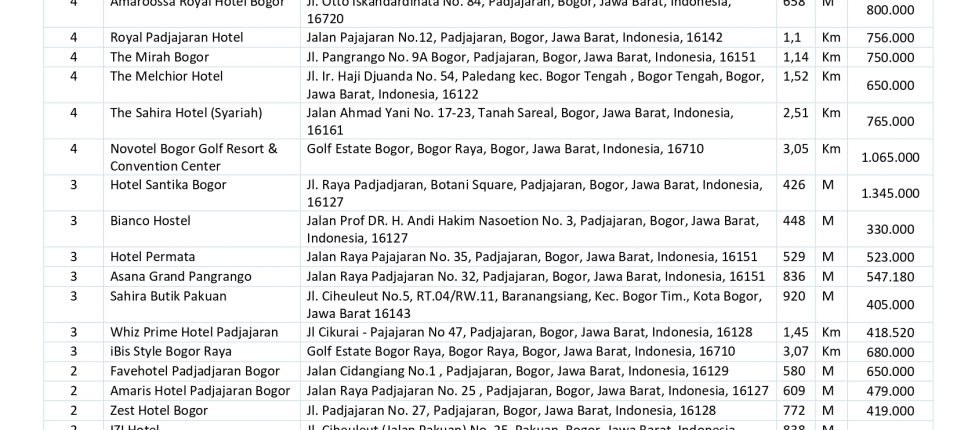 4 Amaroossa Royal Hotel Bogor Jl. Otto Iskandardinata No. 84, Padjajaran, Bogor, Jawa Barat, Indonesia, 658 M 800.000
16720
4 Royal Padjajaran Hotel Jalan Pajajaran No.12, Padjajaran, Bogor, Jawa Barat, Indonesia, 16142 1,1 Km 756.000
4 The Mirah Bogor Jl. Pangrango No. 9A Bogor, Padjajaran, Bogor, Jawa Barat, Indonesia, 16151 1,14 Km 750.000
4 The Melchior Hotel Jl. Ir. Haji Djuanda No. 54, Paledang kec. Bogor Tengah , Bogor Tengah, Bogor, 1,52 Km 650.000
Jawa Barat, Indonesia, 16122
4 The Sahira Hotel (Syariah) Jalan Ahmad Yani No. 17-23, Tanah Sareal, Bogor, Jawa Barat, Indonesia, 2,51 Km 765.000
16161
4 Novotel Bogor Golf Resort & Golf Estate Bogor, Bogor Raya, Bogor, Jawa Barat, Indonesia, 16710 3,05 Km 1.065.000
Convention Center
3 Hotel Santika Bogor Jl. Raya Padjadjaran, Botani Square, Padjajaran, Bogor, Jawa Barat, Indonesia, 426 M 1.345.000
16127
3 Bianco Hostel Jalan Prof DR. H. Andi Hakim Nasoetion No. 3, Padjajaran, Bogor, Jawa Barat, 448 M 330.000
Indonesia, 16127
3 Hotel Permata Jalan Raya Pajajaran No. 35, Padjajaran, Bogor, Jawa Barat, Indonesia, 16151 529 M 523.000
3 Asana Grand Pangrango Jalan Raya Padjajaran No. 32, Padjajaran, Bogor, Jawa Barat, Indonesia, 16151 836 M 547.180
3 Sahira Butik Pakuan Jl. Ciheuleut No.5, RT.04/RW.11, Baranangsiang, Kec. Bogor Tim., Kota Bogor, 920 M 405.000
Jawa Barat 16143
3 Whiz Prime Hotel Padjajaran Jl Cikurai - Pajajaran No 47, Padjajaran, Bogor, Jawa Barat, Indonesia, 16128 1,45 Km 418.520
3 iBis Style Bogor Raya Golf Estate Bogor Raya, Bogor Raya, Bogor, Jawa Barat, Indonesia, 16710 3,07 Km 680.000
2 Favehotel Padjadjaran Bogor Jalan Cidangiang No.1 , Padjajaran, Bogor, Jawa Barat, Indonesia, 16129 580 M 650.000
2 Amaris Hotel Padjajaran Bogor Jalan Raya Padjajaran No. 25 , Padjajaran, Bogor, Jawa Barat, Indonesia, 16127 609 M 479.000
2 Zest Hotel Bogor Jl. Padjajaran No. 27, Padjajaran, Bogor, Jawa Barat, Indonesia, 16128 772 M 419.000
2 IZI Hotel Jl. Ciheuleut (Jalan Pakuan) No. 25, Pakuan, Bogor, Jawa Barat, Indonesia, 838 M